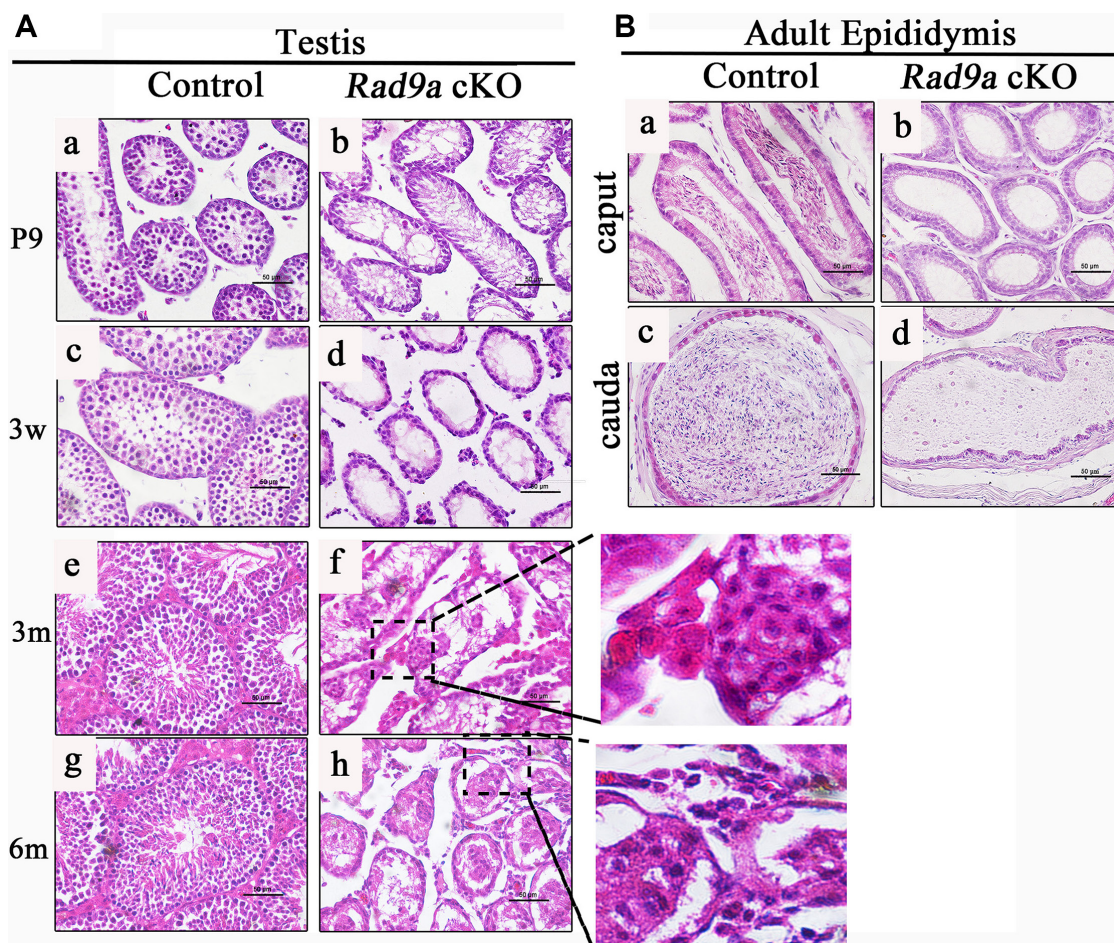 A
Testis
Control Rad9a cKO
P9
a
50 µm
b
50 µm
3w
c
50 µm
d
50 µm
3m
e
50 µm
f
50 µm
6m
g
50 µm
h
50 µm
B
Adult Epididymis
Control Rad9a cKO
caput
a
50 µm
b
50 µm
cauda
c
50 µm
d
50 µm